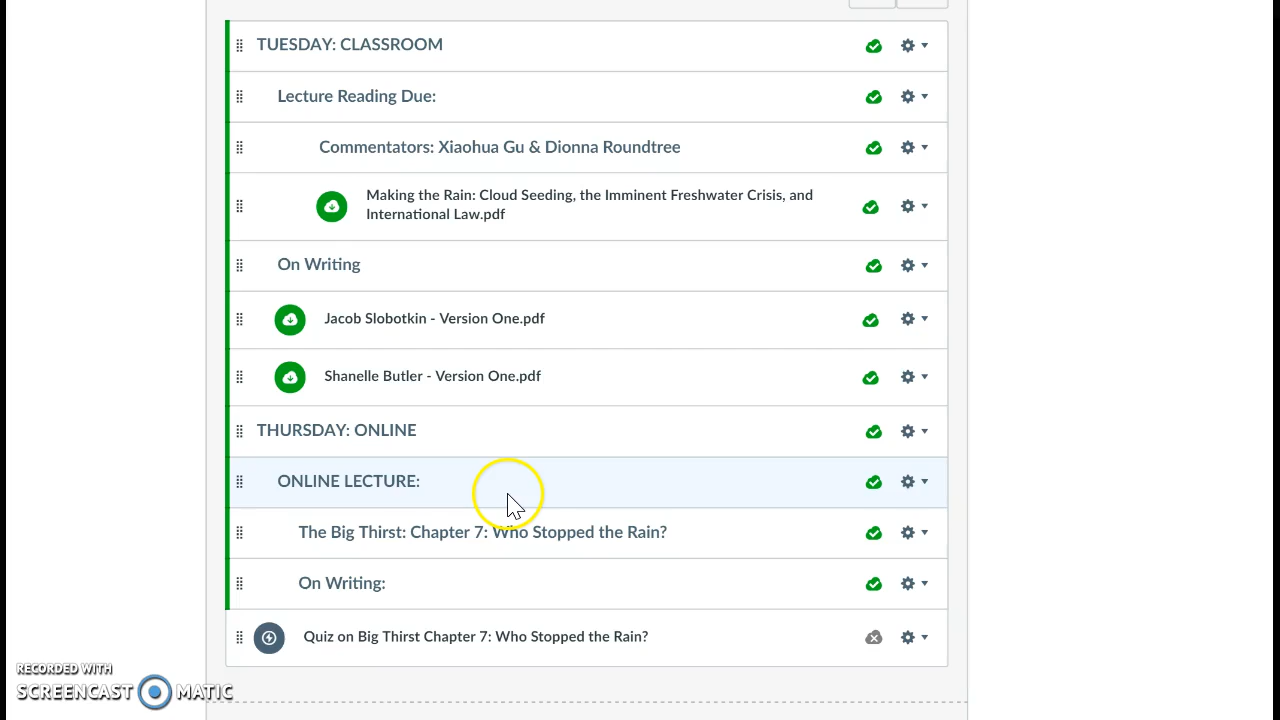 TUESDAY: CLASSROOM
Lecture Reading Due:
Commentators: Xiaohua Gu & Dionna Roundtree
Making the Rain: Cloud Seeding, the Imminent Freshwater Crisis, and
International Law.pdf
On Writing
Jacob Slobotkin - Version One.pdf
Shanelle Butler - Version One.pdf
THURSDAY: ONLINE
ONLINE LECTURE:
The Big Thirst: Chapter 7: Who Stopped the Rain?
On Writing:
Quiz on Big Thirst Chapter 7: Who Stopped the Rain?
RECORDED WITH
SCREENCAST MATIC